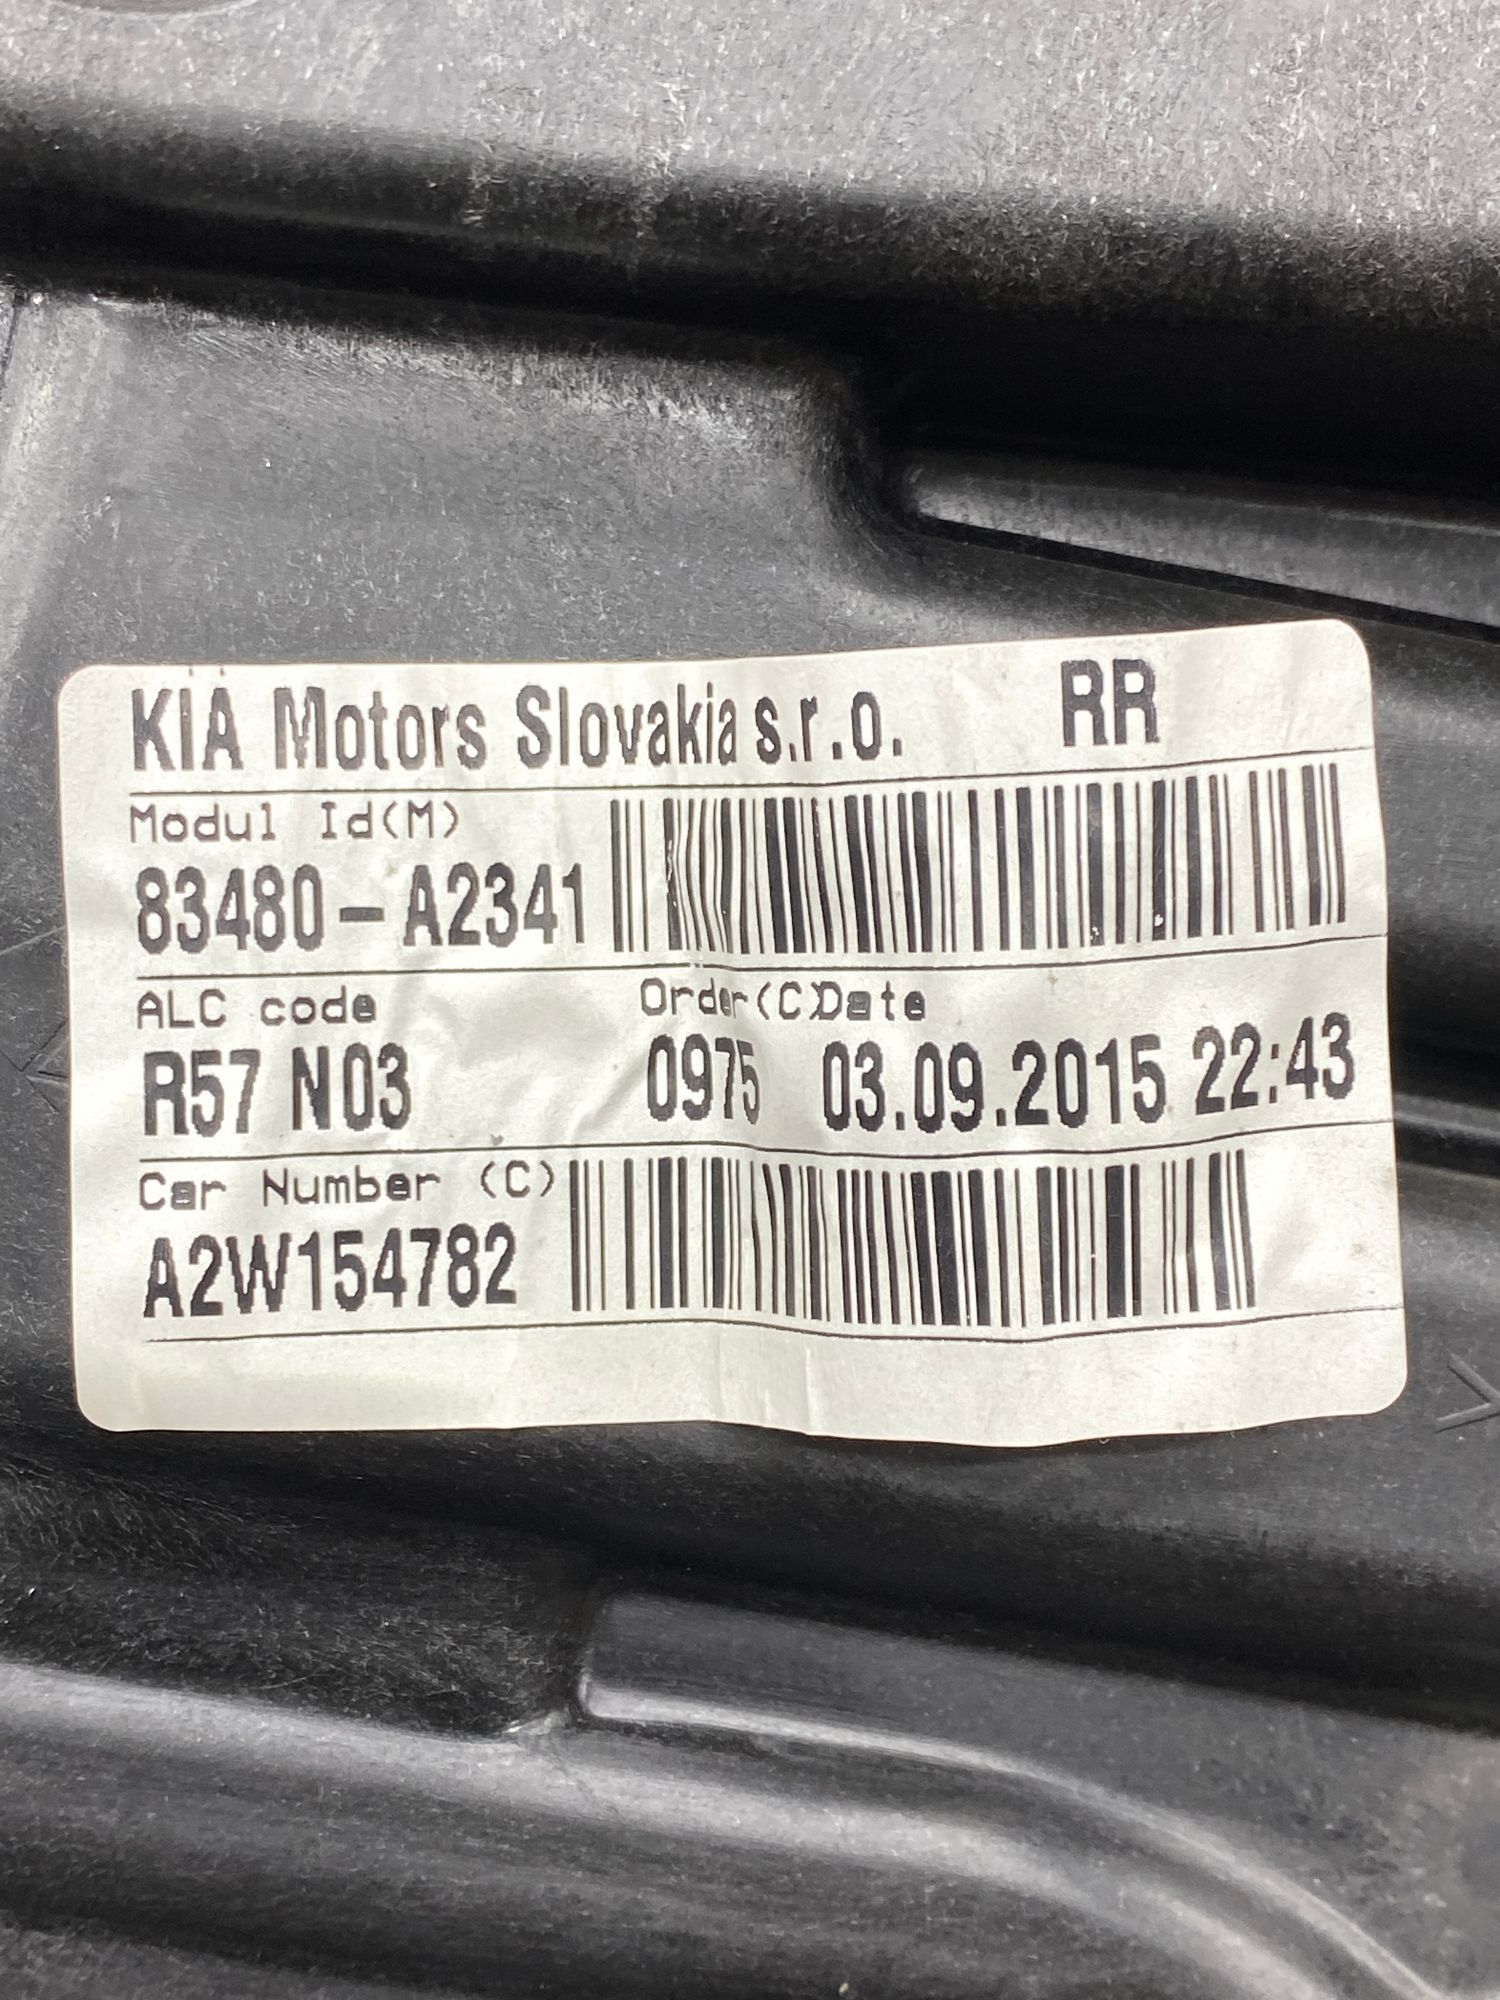 KIA Motors Slovakia s.r.o. RR
Modul Id(M)
83480-A2341
ALC code Order(C)Date
R57 N03 0975 03.09.2015 22:43
Car Number (C)
A2W154782